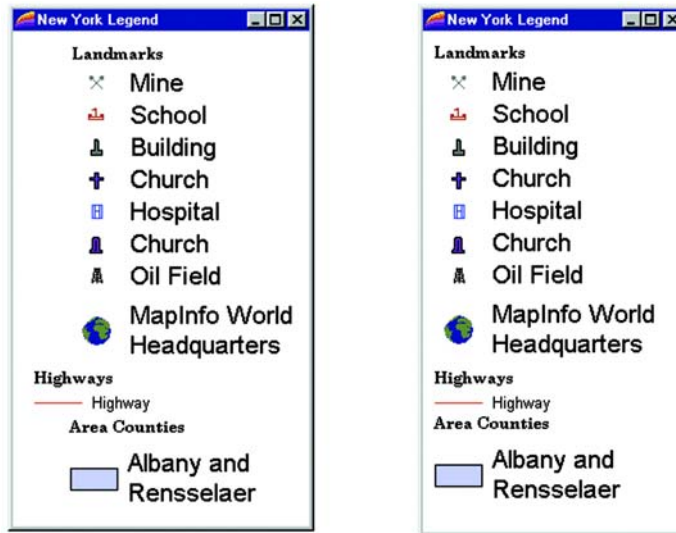 New York Legend
Landmarks
Mine
School
Building
Church
Hospital
Church
Oil Field
MapInfo World
Headquarters
Highways
Highway
Area Counties
Albany and
Rensselaer
New York Legend
Landmarks
Mine
School
Building
Church
Hospital
Church
Oil Field
MapInfo World
Headquarters
Highways
Highway
Area Counties
Albany and
Rensselaer